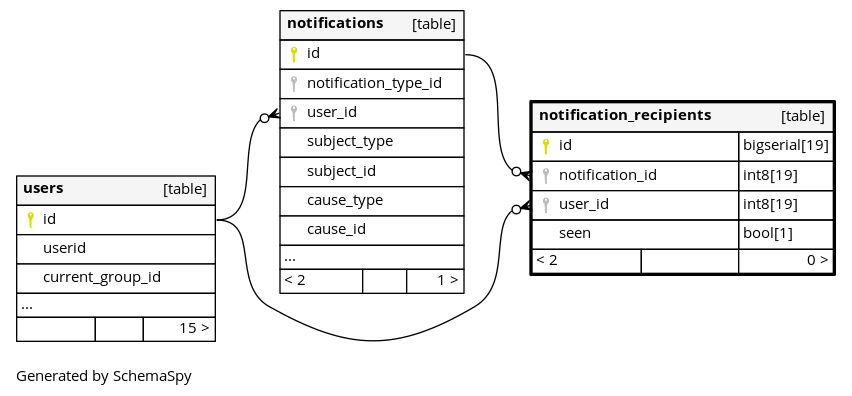 notifications [table]
id
notification_type_id
user_id
subject_type
subject_id
cause_type
cause_id
...
< 2 1 >
notification_recipients [table]
id bigserial[19]
notification_id int8[19]
user_id int8[19]
seen bool[1]
< 2 0 >
users [table]
id
userid
current_group_id
...
15 >
Generated by SchemaSpy